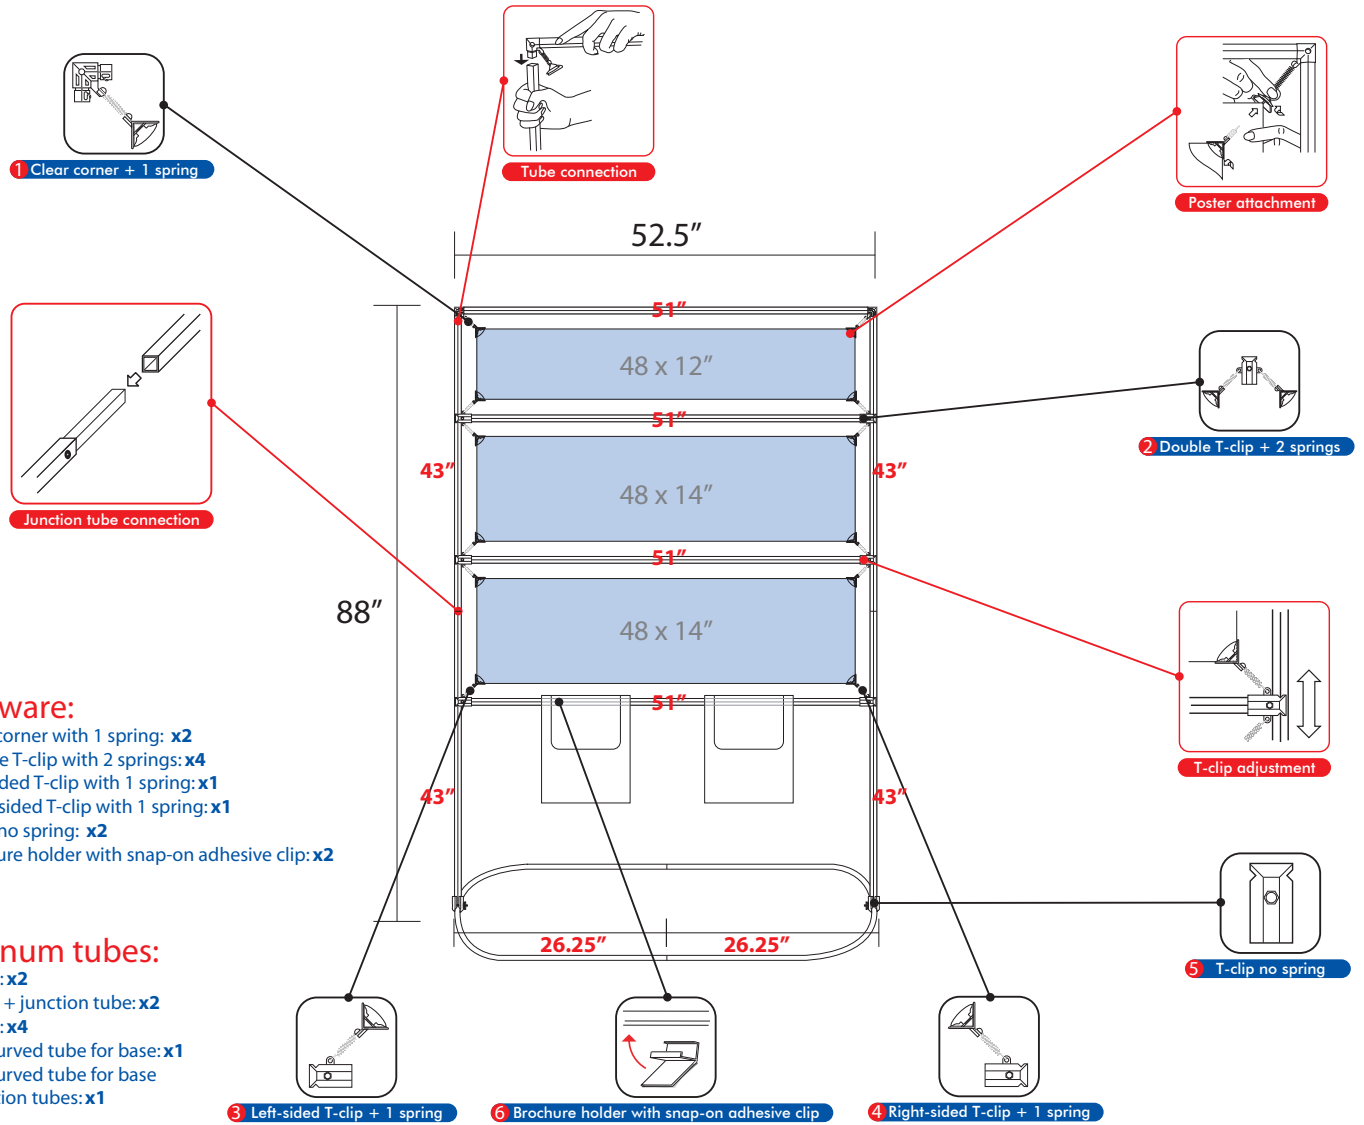 Tube connection
Poster attachment
1 Clear corner + 1 spring
52.5”
51”
48 x 12”
51”
2 Double T-clip + 2 springs
43”
43”
48 x 14”
Junction tube connection
51”
88”
48 x 14”
ware:
51”
corner with 1 spring: x2
e T-clip with 2 springs: x4
ded T-clip with 1 spring: x1
sided T-clip with 1 spring: x1
no spring: x2
ure holder with snap-on adhesive clip: x2
T-clip adjustment
43”
43”
26.25”
26.25”
num tubes:
: x2
+ junction tube: x2
: x4
urved tube for base: x1
urved tube for base
tion tubes: x1
5 T-clip no spring
3 Left-sided T-clip + 1 spring
6 Brochure holder with snap-on adhesive clip
4 Right-sided T-clip + 1 spring